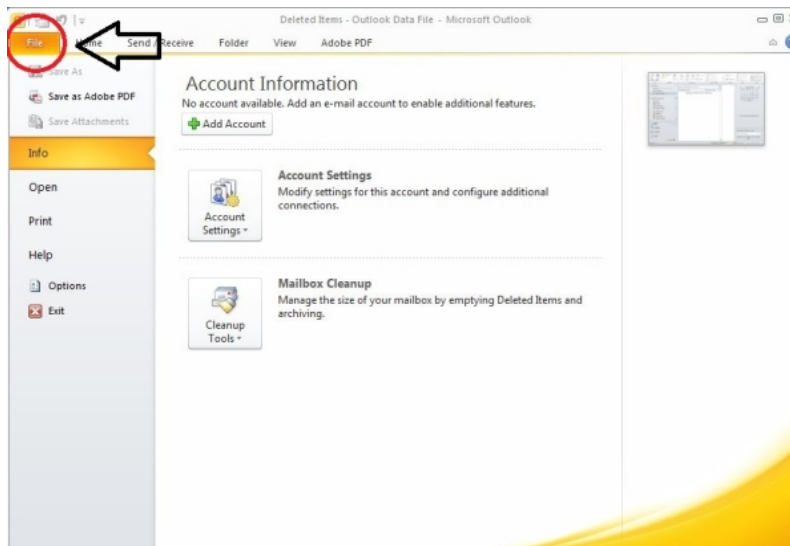 Deleted Items - Outlook Data File - Microsoft Outlook
File Home Send / Receive Folder View Adobe PDF
Save As
Save as Adobe PDF
Save Attachments
Info
Open
Print
Help
Options
Exit
Account Information
No account available. Add an e-mail account to enable additional features.
Add Account
Account Settings
Account Settings
Modify settings for this account and configure additional
connections.
Cleanup Tools
Mailbox Cleanup
Manage the size of your mailbox by emptying Deleted Items and
archiving.